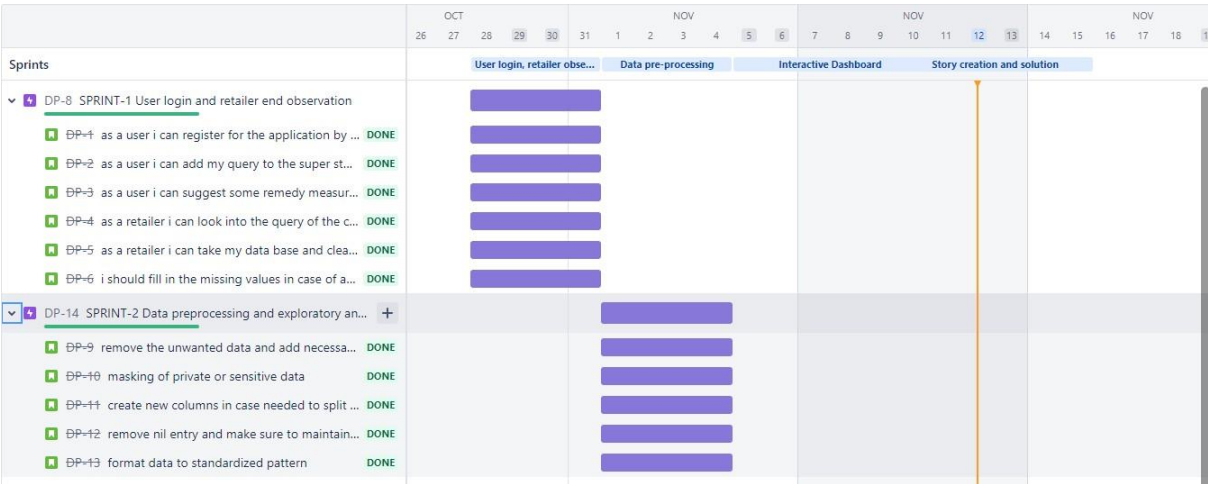 OCT NOV NOV NOV
26 27 28 29 30 31 1 2 3 4 5 6 7 8 9 10 11 12 13 14 15 16 17 18
Sprints User login, retailer obse... Data pre-processing Interactive Dashboard Story creation and solution
DP-8 SPRINT-1 User login and retailer end observation
DP-1 as a user i can register for the application by ... DONE
DP-2 as a user i can add my query to the super st... DONE
DP-3 as a user i can suggest some remedy measur... DONE
DP-4 as a retailer i can look into the query of the c... DONE
DP-5 as a retailer i can take my data base and clea... DONE
DP-6 i should fill in the missing values in case of a... DONE
DP-14 SPRINT-2 Data preprocessing and exploratory an... +
DP-9 remove the unwanted data and add necessa... DONE
DP-10 masking of private or sensitive data DONE
DP-11 create new columns in case needed to split ... DONE
DP-12 remove nil entry and make sure to maintain... DONE
DP-13 format data to standardized pattern DONE